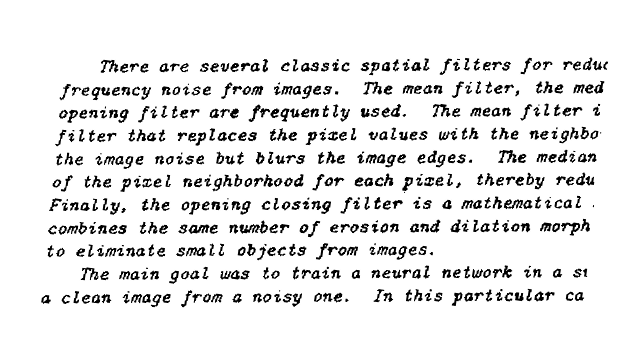 There are several classic spatial filters for
frequency noise from images. The mean filter, the med
opening filter are frequently used. The mean filter i
filter that replaces the pixel values with the neighbo
the image noise but blurs the image edges. The median
of the pixel neighborhood for each pixel, thereby redu
Finally, the opening closing filter is a mathematical
combines the same number of erosion and dilation morph
to eliminate small objects from images.
The main goal was to train a neural network in a
a clean image from a noisy one. In this particular ca